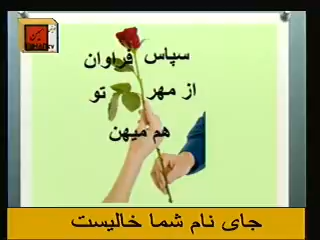 سپاس فراوان
از مهر تو
هم میهن
جای نام شما خالیست